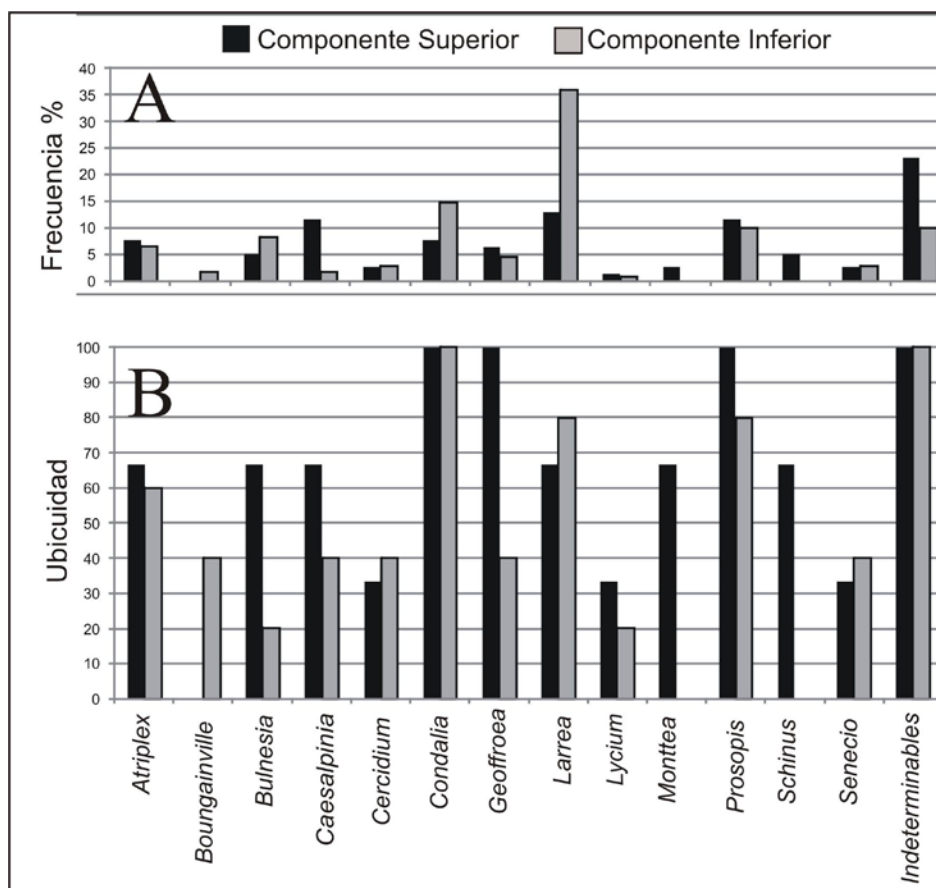 Componente Superior Componente Inferior
A
Frecuencia %
40
35
30
25
20
15
10
5
0
B
Ubicuidad
100
90
80
70
60
50
40
30
20
10
0
Atriplex
Boungainville
Bulnesia
Caesalpinia
Cercidium
Condalia
Geoffroea
Larrea
Lycium
Monttea
Prosopis
Schinus
Senecio
Indeterminables